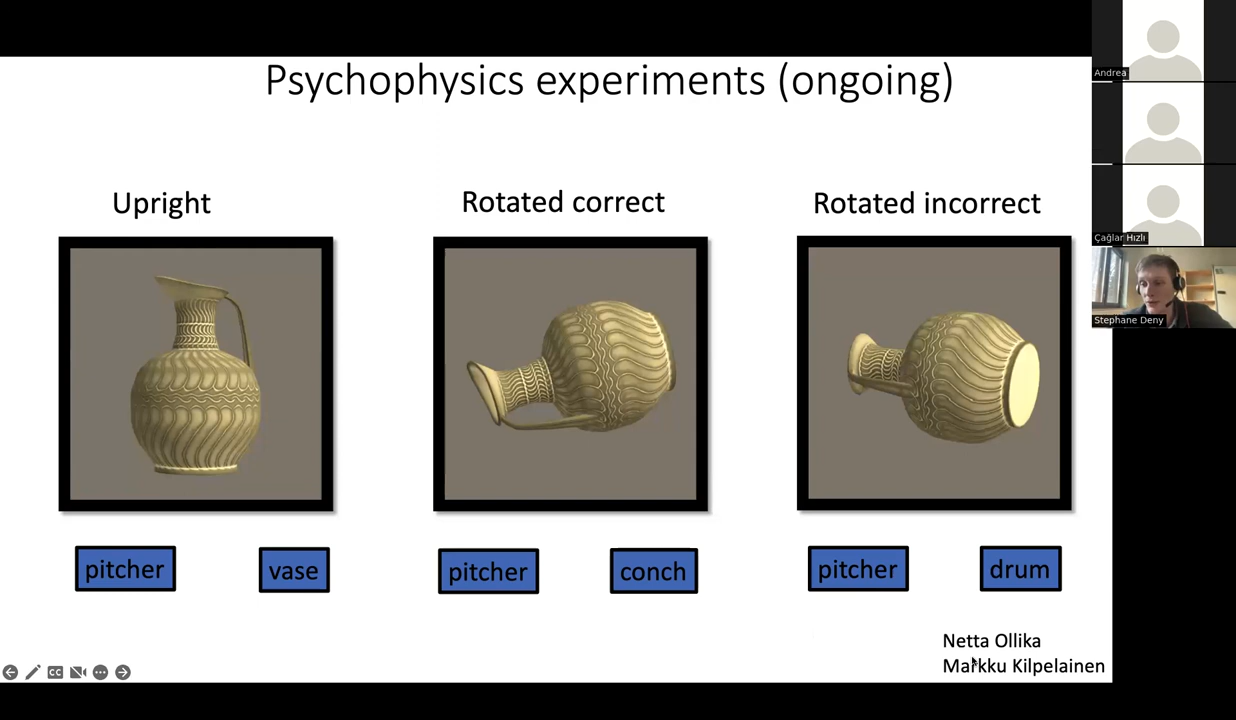 Psychophysics experiments (ongoing)
Upright
Rotated correct
Rotated incorrect
pitcher
vase
pitcher
conch
pitcher
drum
Netta Ollika
Markku Kilpelainen
CC
Andrea
Çağlar Hızlı
Stephane Deny